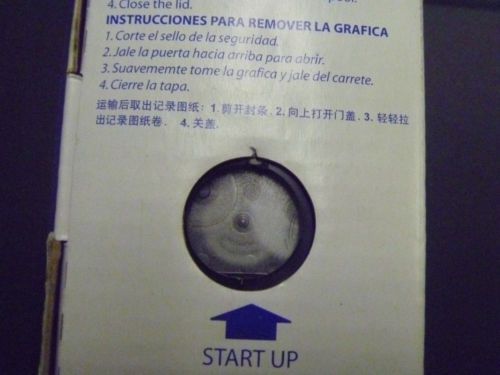 4. Close the lid.
INSTRUCCIONES PARA REMOVER LA GRAFICA
1. Corte el sello de la seguridad.
2. Jale la puerta hacia arriba para abrir.
3. Suavememte tome la grafica y jale del carrete.
4. Cierre la tapa.
运输后取出记录图纸：1. 剪开封条. 2. 向上打开门盖. 3. 轻轻拉
出记录图纸卷. 4. 关盖.
START UP